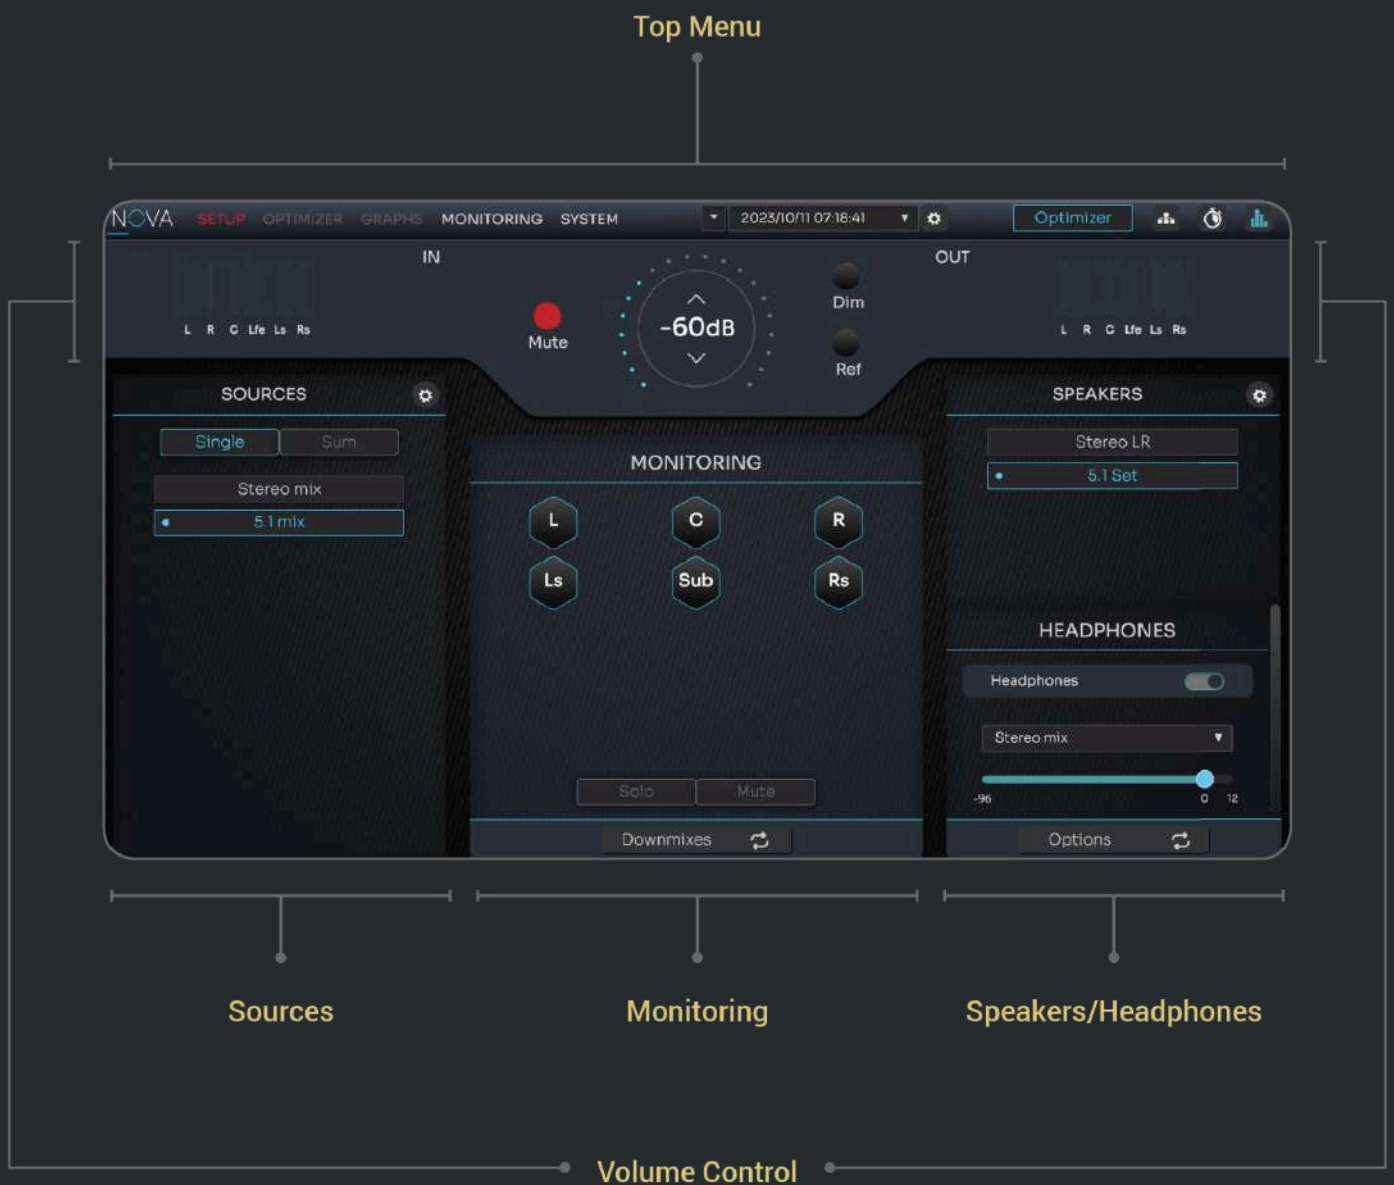 Top Menu
NOVA SETUP OPTIMIZER GRAPHS MONITORING SYSTEM 2023/10/11 07:18:41 Optimizer
IN OUT
Dim
-60dB
L R C Lfe Ls Rs L R C Lfe Ls Rs
Mute
Ref
SOURCES SPEAKERS
Single Sum Stereo LR
MONITORING
5.1 Set
Stereo mix
5.1 mix
L C R
Ls Sub Rs
HEADPHONES
Headphones
Stereo mix
Solo Mute
-96 0 12
Downmixes Options
Sources Monitoring Speakers/Headphones
Volume Control